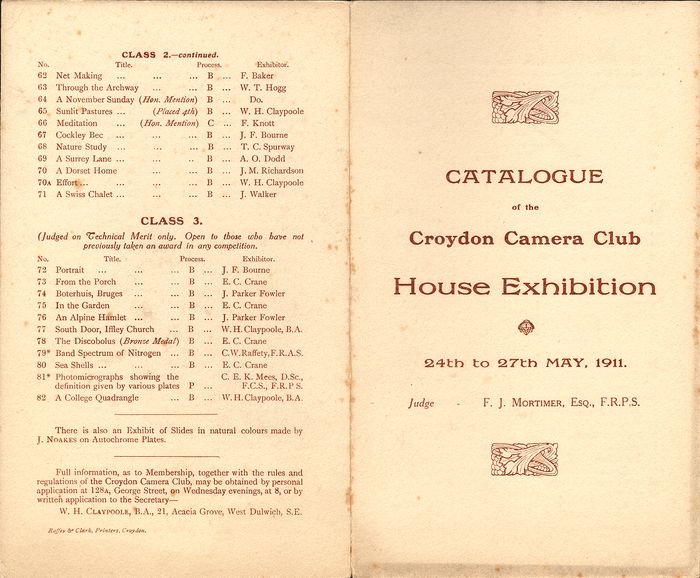 CLASS 2.—continued.
No. Title. Process. Exhibitor.
62 Net Making ... ... ... B ... F. Baker
63 Through the Archway ... ... B ... W. T. Hogg
64 A November Sunday (Hon. Mention) B ... Do.
65 Sunlit Pastures ... (Placed 4th) B ... W. H. Claypoole
66 Meditation ... (Hon. Mention) C ... F. Knott
67 Cockley Bec ... ... ... B ... J. F. Bourne
68 Nature Study ... ... ... B ... T. C. Spurway
69 A Surrey Lane ... ... ... B ... A. O. Dodd
70 A Dorset Home ... ... B ... J. M. Richardson
70A Effort ... ... ... ... B ... W. H. Claypoole
71 A Swiss Chalet ... ... ... B ... J. Walker
CLASS 3.
(Judged on Technical Merit only. Open to those who have not
previously taken an award in any competition.
No. Title. Process. Exhibitor.
72 Portrait ... ... ... B ... J. F. Bourne
73 From the Porch ... ... B ... E. C. Crane
74 Boterhuis, Bruges ... ... B ... J. Parker Fowler
75 In the Garden ... ... B ... E. C. Crane
76 An Alpine Hamlet ... ... B ... J. Parker Fowler
77 South Door, Iffley Church ... B ... W. H. Claypoole, B.A.
78 The Discobolus (Bronze Medal) B ... E. C. Crane
79* Band Spectrum of Nitrogen ... B ... C.W. Raffety, F.R.A.S.
80 Sea Shells ... ... ... B ... E. C. Crane
81* Photomicrographs showing the C. E. K. Mees, D.Sc.,
definition given by various plates P ... F.C.S., F.R.P S.
82 A College Quadrangle ... B ... W. H. Claypoole, B.A.
There is also an Exhibit of Slides in natural colours made by
J. NOAKES on Autochrome Plates.
Full information, as to Membership, together with the rules and
regulations of the Croydon Camera Club, may be obtained by personal
application at 128A, George Street, on Wednesday evenings, at 8, or by
written application to the Secretary—
W. H. CLAYPOOLE, B.A., 21, Acacia Grove, West Dulwich, S.E.
Roffey & Clark, Printers, Croydon.
CATALOGUE
of the
Croydon Camera Club
House Exhibition
24th to 27th MAY, 1911.
Judge - F. J. MORTIMER, ESQ., F.R.P.S.